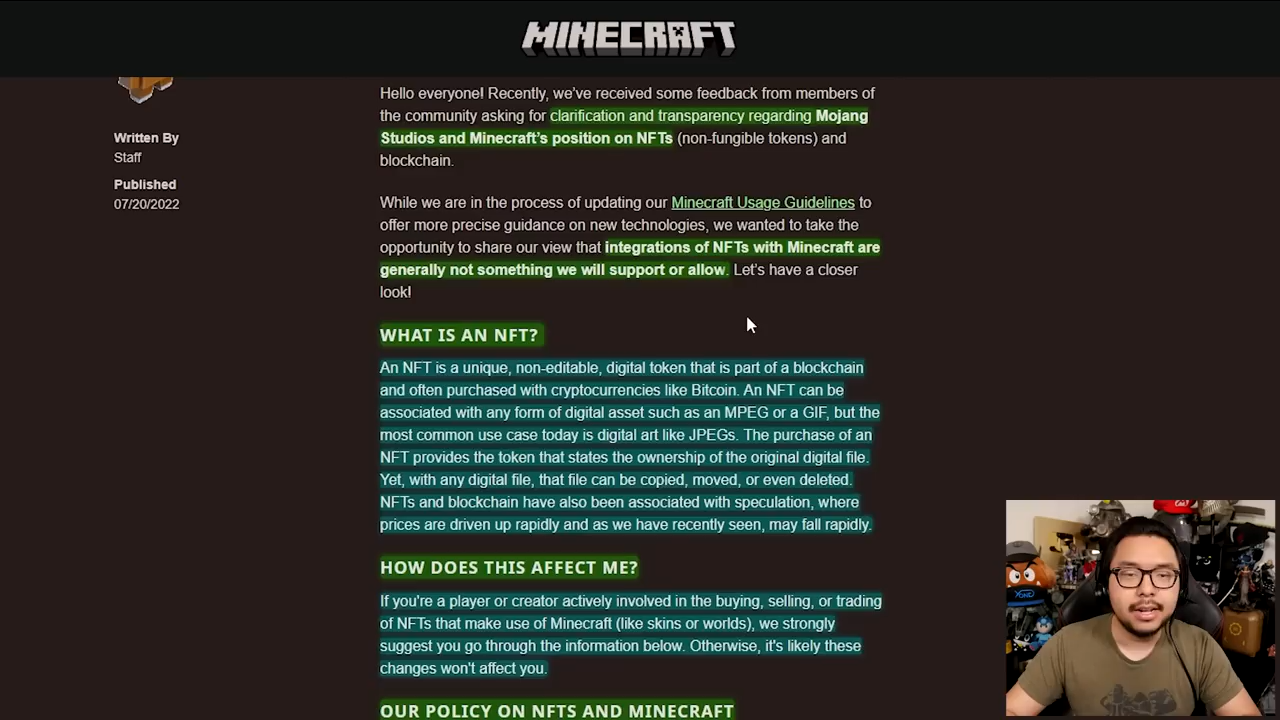 MINECRAFT
Hello everyone! Recently, we've received some feedback from members of
the community asking for clarification and transparency regarding Mojang
Studios and Minecraft's position on NFTs (non-fungible tokens) and
blockchain.
Written By
Staff
Published
07/20/2022
While we are in the process of updating our Minecraft Usage Guidelines to
offer more precise guidance on new technologies, we wanted to take the
opportunity to share our view that integrations of NFTs with Minecraft are
generally not something we will support or allow. Let's have a closer
look!
WHAT IS AN NFT?
An NFT is a unique, non-editable, digital token that is part of a blockchain
and often purchased with cryptocurrencies like Bitcoin. An NFT can be
associated with any form of digital asset such as an MPEG or a GIF, but the
most common use case today is digital art like JPEGs. The purchase of an
NFT provides the token that states the ownership of the original digital file.
Yet, with any digital file, that file can be copied, moved, or even deleted.
NFTs and blockchain have also been associated with speculation, where
prices are driven up rapidly and as we have recently seen, may fall rapidly.
HOW DOES THIS AFFECT ME?
If you're a player or creator actively involved in the buying, selling, or trading
of NFTs that make use of Minecraft (like skins or worlds), we strongly
suggest you go through the information below. Otherwise, it's likely these
changes won't affect you.
OUR POLICY ON NFTS AND MINECRAFT